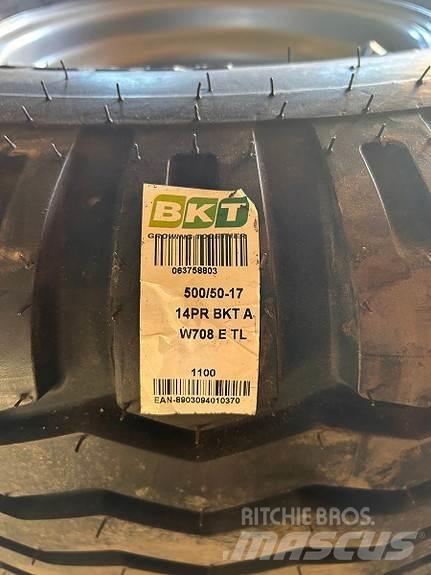 BKT
GROWING TOGETHER
063758803
500/50-17
14PR BKT A
W708 E TL
1100
EAN-8903094010370
RITCHIE BROS.
MASCUS